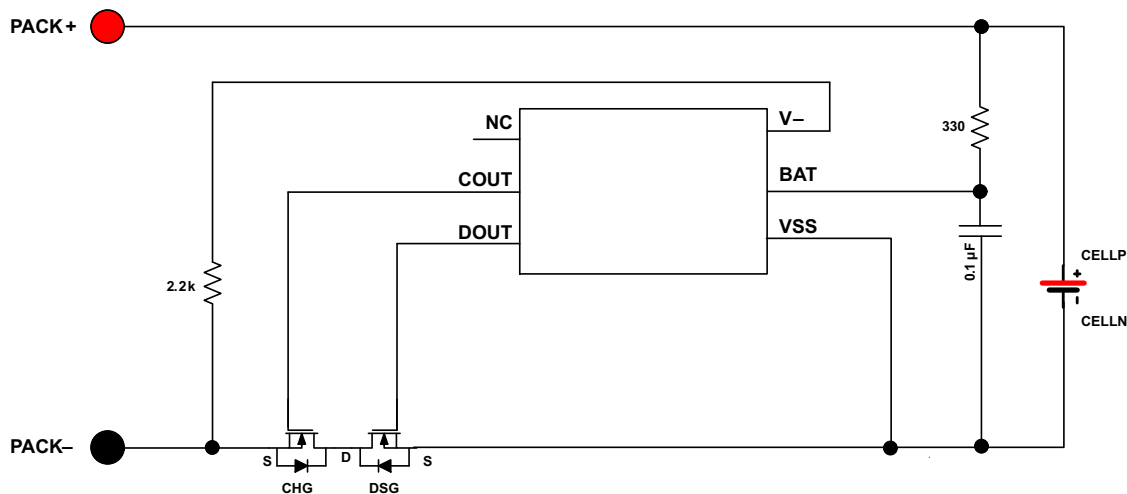 PACK+
NC
V–
330
COUT
BAT
DOUT
VSS
0.1 µF
CELLP
+
2.2k
-
CELLN
PACK–
S
D
S
CHG
DSG